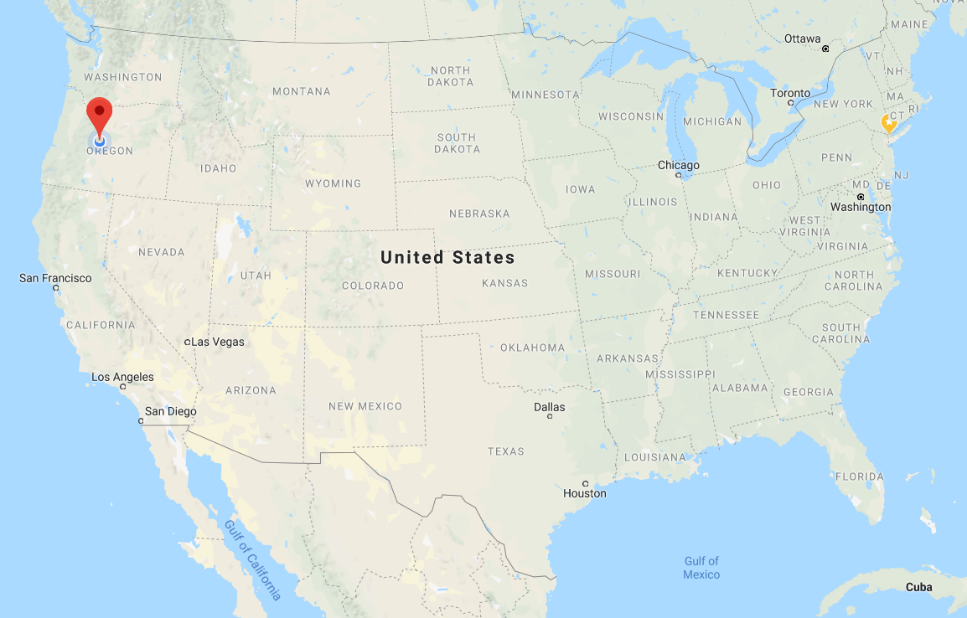 NOVA
MAINE
Ottawa
VT
NH
WASHINGTON
NORTH
DAKOTA
MONTANA
MINNESOTA
Toronto
MA
NEW YORK
CT
RI
WISCONSIN
MICHIGAN
SOUTH
DAKOTA
OREGON
IDAHO
Chicago
PENN
WYOMING
IOWA
OHIO
MD
DE
NJ
Washington
ILLINOIS
INDIANA
NEBRASKA
WEST
VIRGINIA
VIRGINIA
NEVADA
United States
UTAH
San Francisco
COLORADO
KANSAS
MISSOURI
KENTUCKY
NORTH
CAROLINA
TENNESSEE
CALIFORNIA
SOUTH
CAROLINA
Las Vegas
OKLAHOMA
ARKANSAS
MISSISSIPPI
Los Angeles
ARIZONA
ALABAMA
GEORGIA
NEW MEXICO
San Diego
Dallas
TEXAS
LOUISIANA
FLORIDA
Houston
Gulf of California
Gulf of
Mexico
Cuba